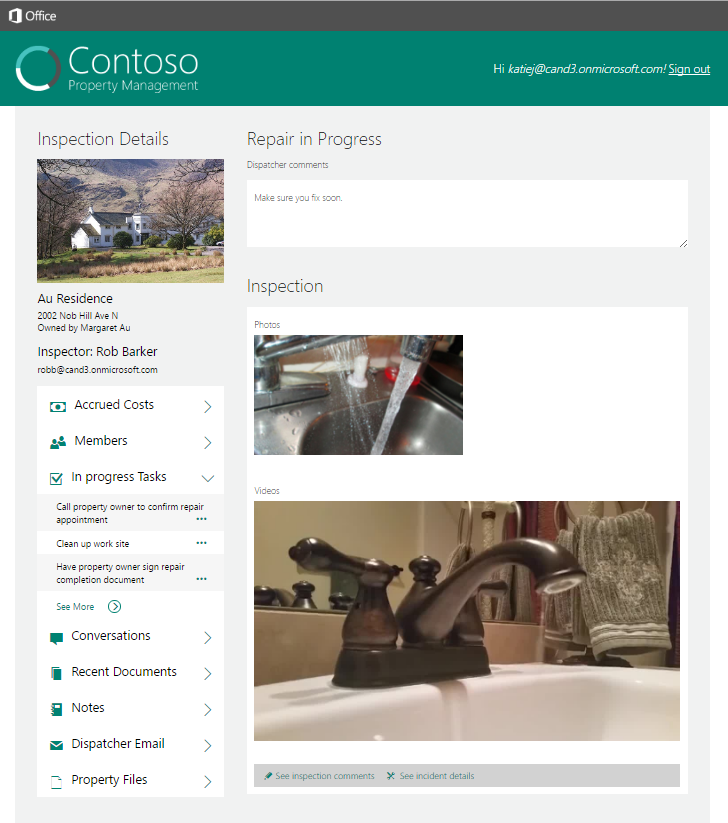 Office
Contoso
Property Management
Hi katiej@cand3.onmicrosoft.com! Sign out
Inspection Details
Au Residence
2002 Nob Hill Ave N
Owned by Margaret Au
Inspector: Rob Barker
robb@cand3.onmicrosoft.com
Accrued Costs
Members
In progress Tasks
Call property owner to confirm repair
appointment
Clean up work site
Have property owner sign repair
completion document
See More
Conversations
Recent Documents
Notes
Dispatcher Email
Property Files
Repair in Progress
Dispatcher comments
Make sure you fix soon.
Inspection
Photos
Videos
See inspection comments See incident details